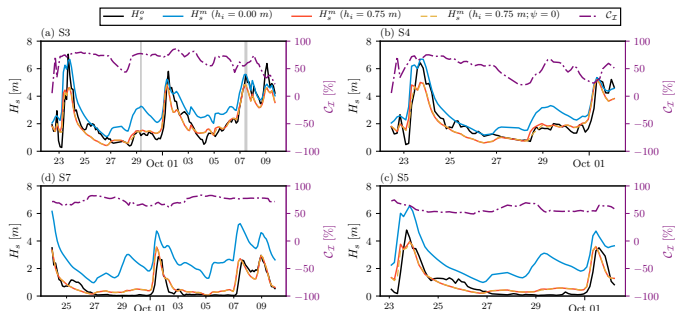 H_s^o H_s^m (h_i = 0.00 m) H_s^m (h_i = 0.75 m) H_s^m (h_i = 0.75 m; ψ = 0) C_I
(a) S3
8
6
4
2
0
H_s [m]
100
50
0
−50
−100
C_I [%]
23 25 27 29 Oct 01 03 05 07 09
(b) S4
8
6
4
2
0
H_s [m]
100
50
0
−50
−100
C_I [%]
23 25 27 29 Oct 01
(d) S7
8
6
4
2
0
H_s [m]
100
50
0
−50
−100
C_I [%]
25 27 29 Oct 01 03 05 07 09
(c) S5
8
6
4
2
0
H_s [m]
100
50
0
−50
−100
C_I [%]
23 25 27 29 Oct 01